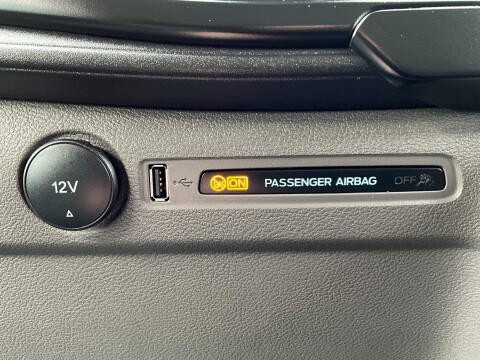 12V
ON PASSENGER AIRBAG OFF